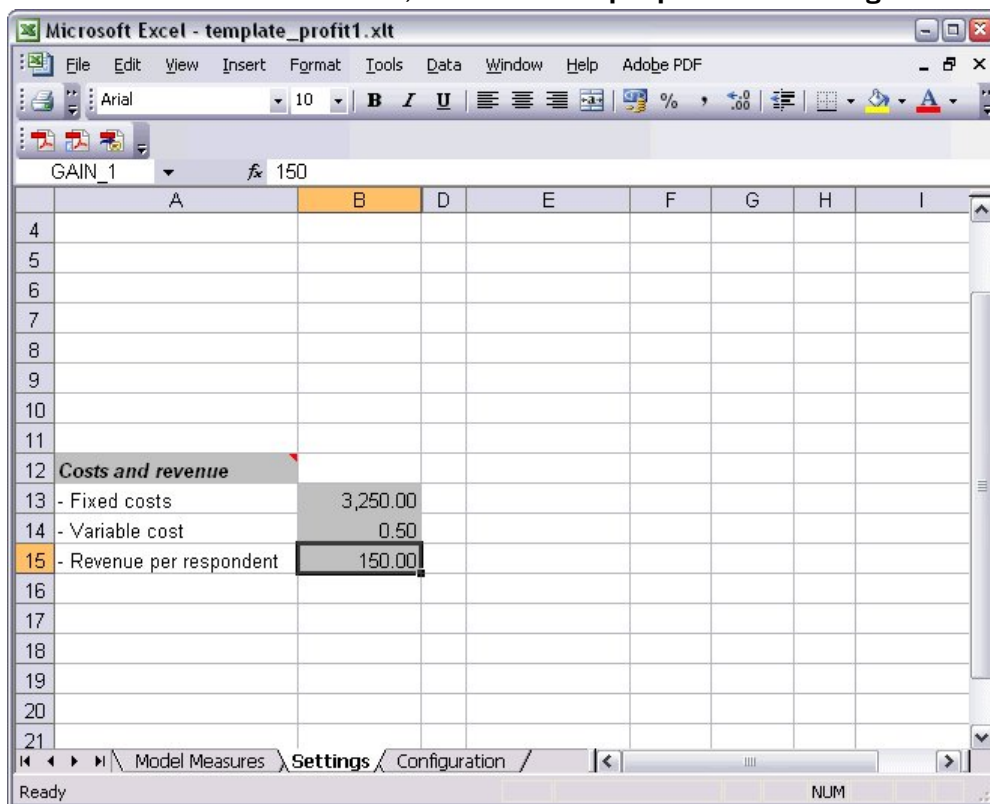 Microsoft Excel - template_profit1.xlt
File Edit View Insert Format Tools Data Window Help Adobe PDF
Arial 10 B I U % , .00 A
GAIN_1 fx 150
A B D E F G H I
4
5
6
7
8
9
10
11
12 Costs and revenue
13 - Fixed costs 3,250.00
14 - Variable cost 0.50
15 - Revenue per respondent 150.00
16
17
18
19
20
21
Model Measures Settings Configuration
Ready NUM